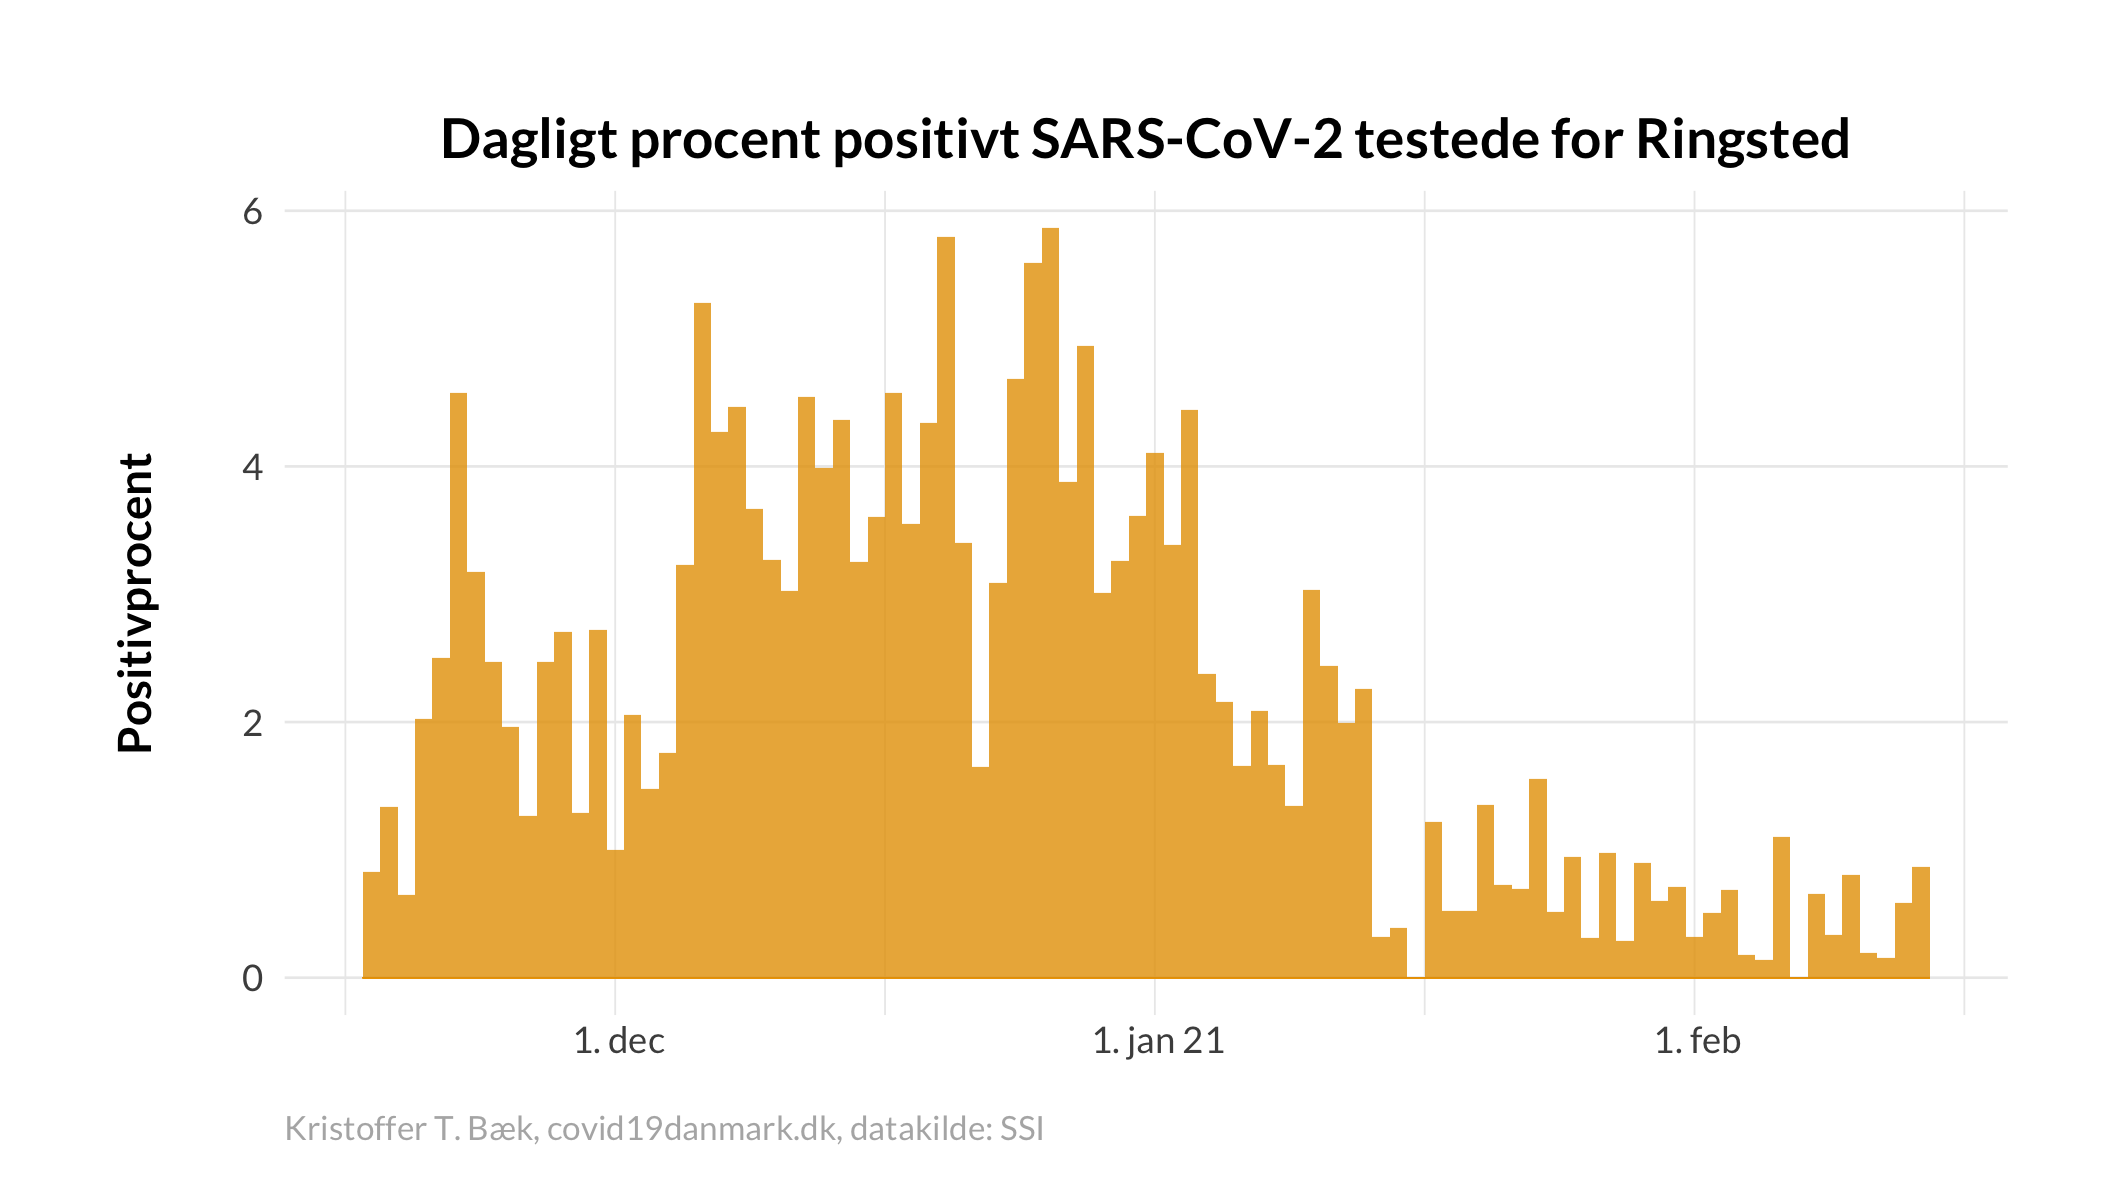 Dagligt procent positivt SARS-CoV-2 testede for Ringsted
Positivprocent
6
4
2
0
1. dec
1. jan 21
1. feb
Kristoffer T. Bæk, covid19danmark.dk, datakilde: SSI